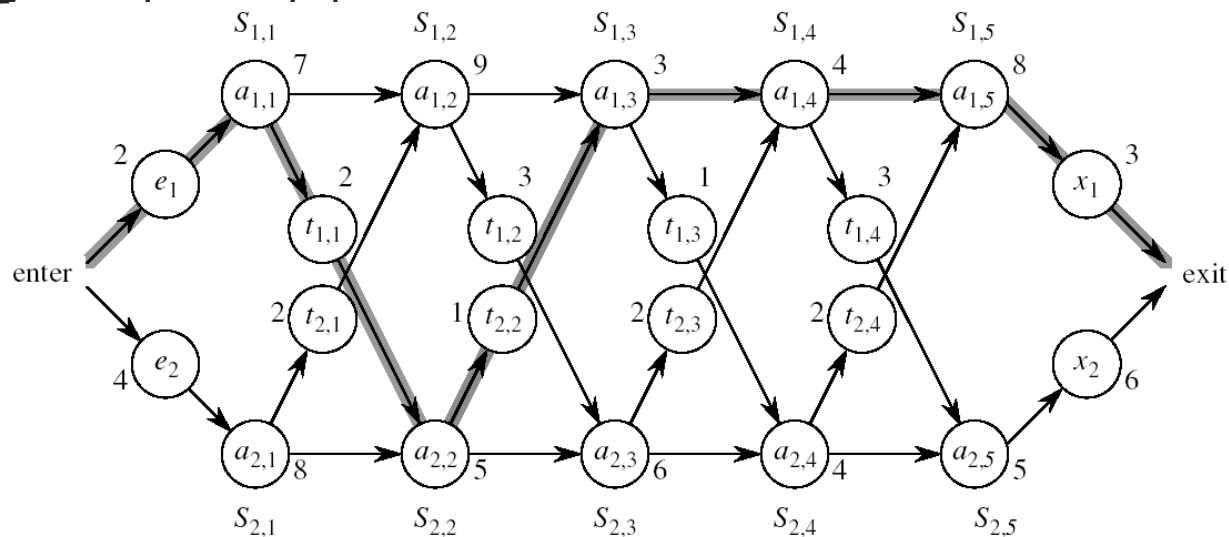 S1,1 S1,2 S1,3 S1,4 S1,5
7 9 3 4 8
a1,1 a1,2 a1,3 a1,4 a1,5
2 2 3 1 3 3
e1 x1
t1,1 t1,2 t1,3 t1,4
enter exit
2 t2,1 1 t2,2 2 t2,3 2 t2,4
e2 x2
4 6
a2,1 a2,2 a2,3 a2,4 a2,5
8 5 6 4 5
S2,1 S2,2 S2,3 S2,4 S2,5